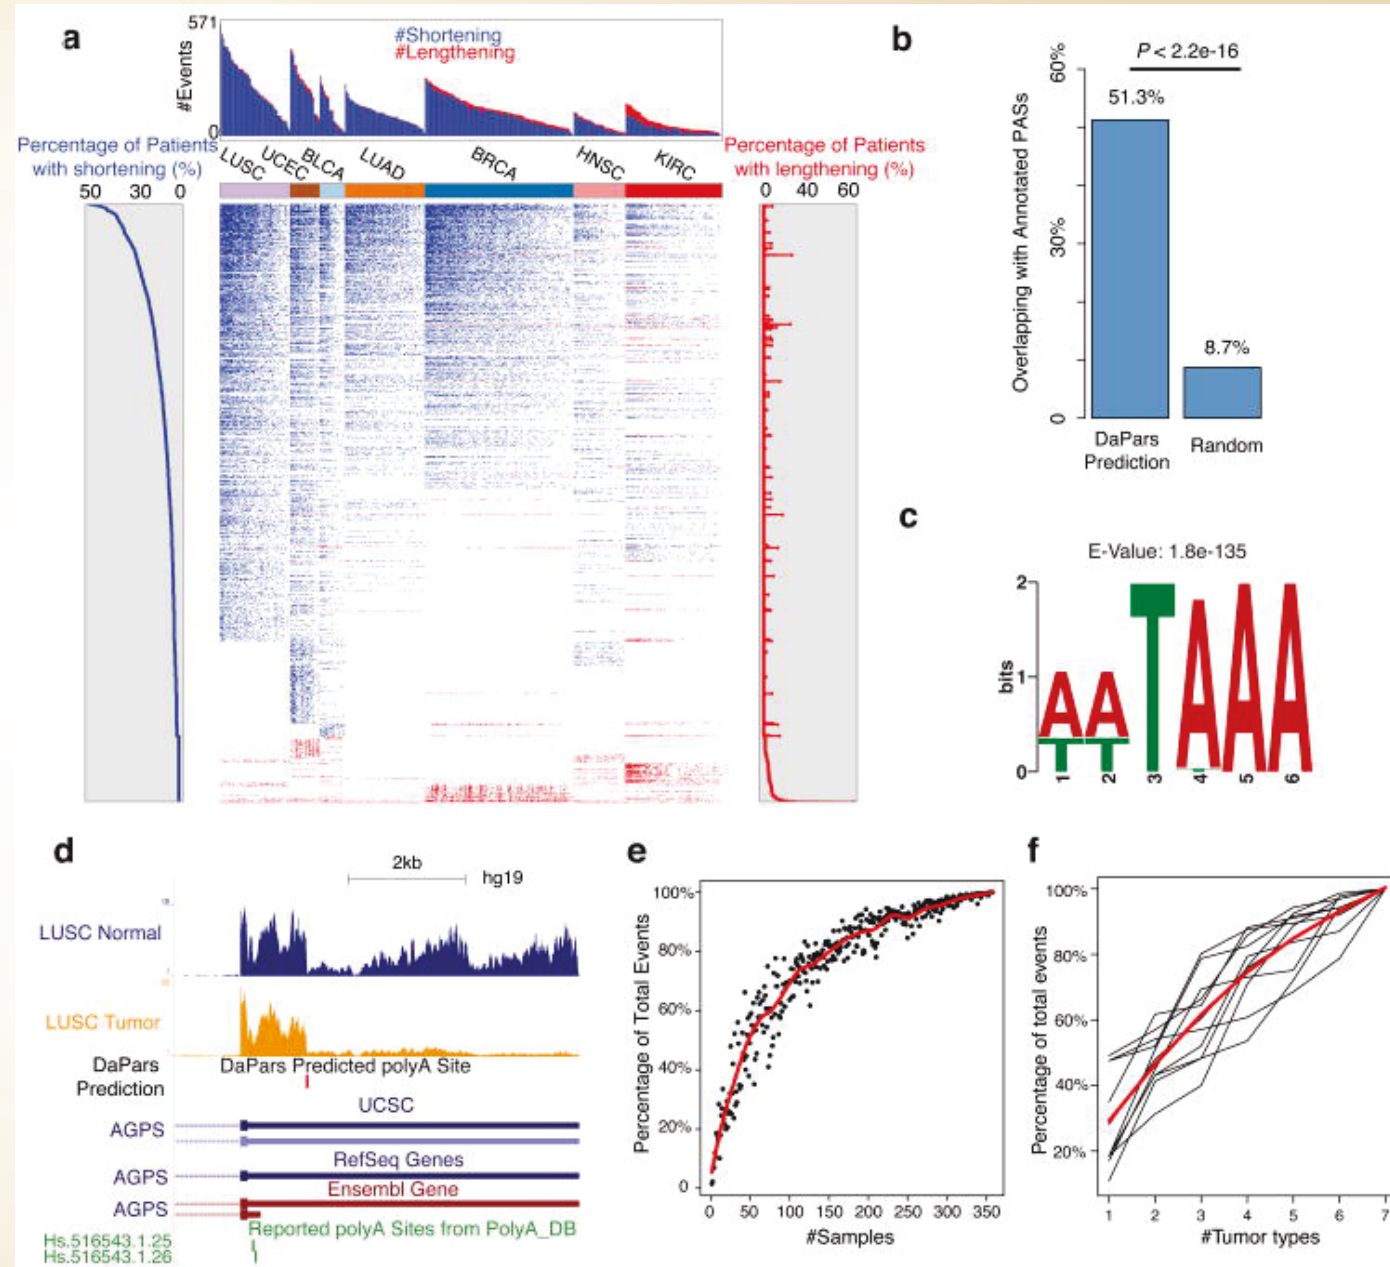 a
571
#Events
0
#Shortening
#Lengthening
Percentage of Patients
with shortening (%)
50 30 0
LUSC UCEC BLCA LUAD BRCA HNSC KIRC
Percentage of Patients
with lengthening (%)
0 40 60
b
P < 2.2e-16
60%
30%
0
Overlapping with Annotated PASs
51.3%
8.7%
DaPars
Prediction
Random
c
E-Value: 1.8e-135
2
1
0
bits
A A T A A A
T T
1 2 3 4 5 6
d
2kb
hg19
LUSC Normal
LUSC Tumor
DaPars
Prediction
DaPars Predicted polyA Site
UCSC
AGPS
RefSeq Genes
AGPS
Ensembl Gene
AGPS
Reported polyA Sites from PolyA_DB
Hs.516543.1.25
Hs.516543.1.26
e
100%
80%
60%
40%
20%
0
Percentage of Total Events
0 50 100 150 200 250 300 350
#Samples
f
100%
80%
60%
40%
20%
Percentage of total events
1 2 3 4 5 6 7
#Tumor types